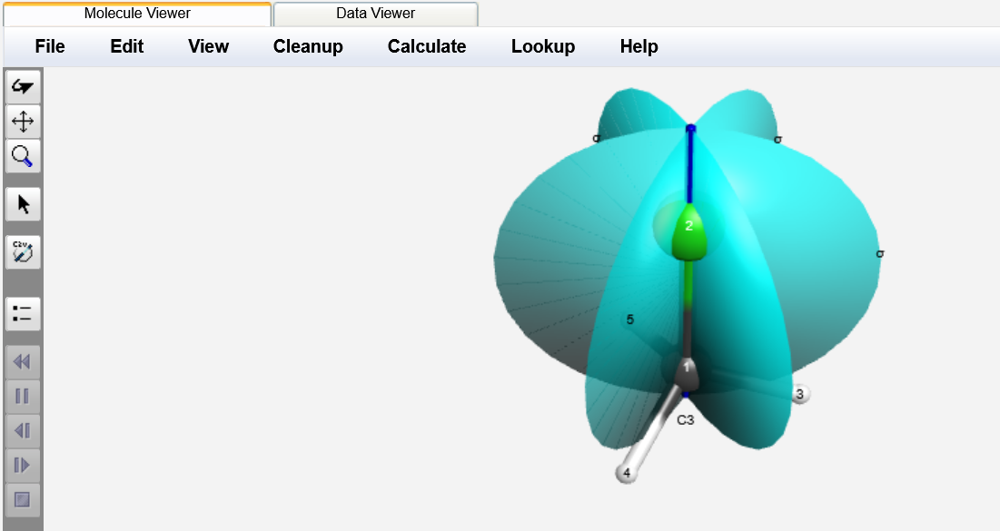 Molecule Viewer
Data Viewer
File Edit View Cleanup Calculate Lookup Help
C2v
σ
σ
2
σ
5
1
3
C3
4